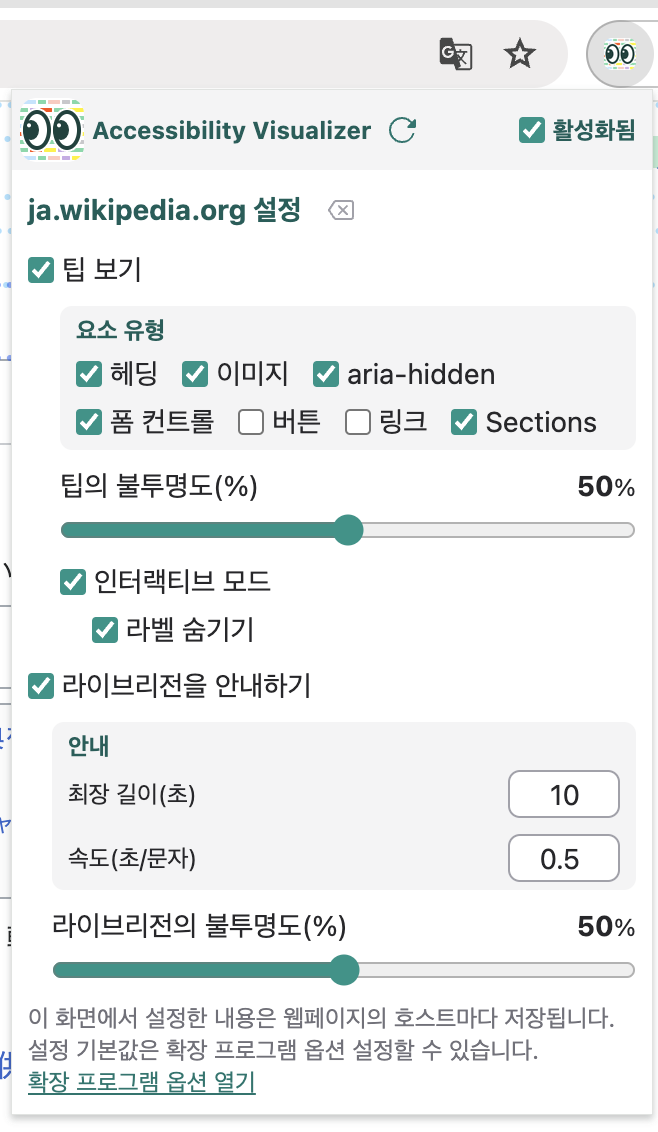 Accessibility Visualizer 활성화됨
ja.wikipedia.org 설정
팁 보기
요소 유형
헤딩 이미지 aria-hidden
폼 컨트롤 버튼 링크 Sections
팁의 불투명도(%) 50%
인터랙티브 모드
라벨 숨기기
라이브리전을 안내하기
안내
최장 길이(초) 10
속도(초/문자) 0.5
라이브리전의 불투명도(%) 50%
이 화면에서 설정한 내용은 웹페이지의 호스트마다 저장됩니다.
설정 기본값은 확장 프로그램 옵션 설정할 수 있습니다.
확장 프로그램 옵션 열기